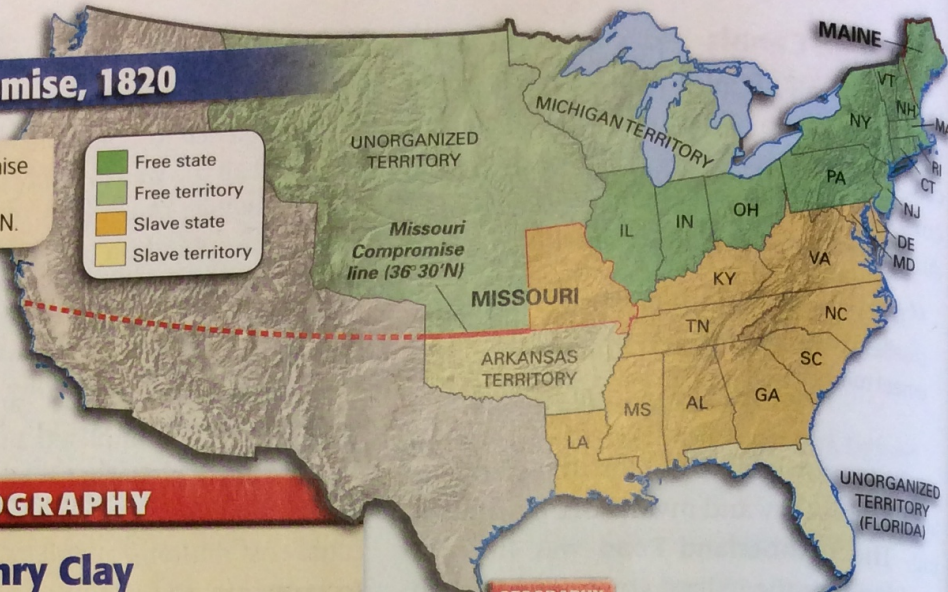 mise, 1820
ise
N.
Free state
Free territory
Slave state
Slave territory
UNORGANIZED
TERRITORY
MICHIGAN TERRITORY
Missouri
Compromise
line (36°30'N)
MISSOURI
ARKANSAS
TERRITORY
MAINE
VT
NH
NY
PA
RI
CT
NJ
DE
MD
IL
IN
OH
KY
VA
TN
NC
SC
MS
AL
GA
LA
UNORGANIZED
TERRITORY
(FLORIDA)
OGRAPHY
nry Clay